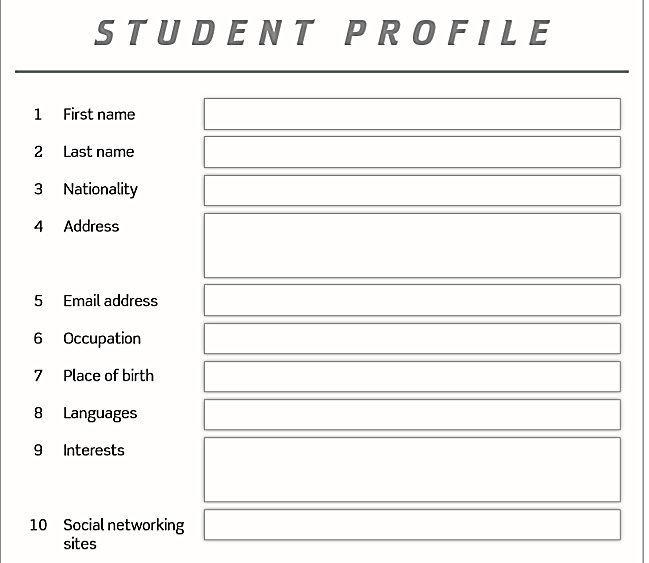 STUDENT PROFILE
1 First name
2 Last name
3 Nationality
4 Address
5 Email address
6 Occupation
7 Place of birth
8 Languages
9 Interests
10 Social networking
sites